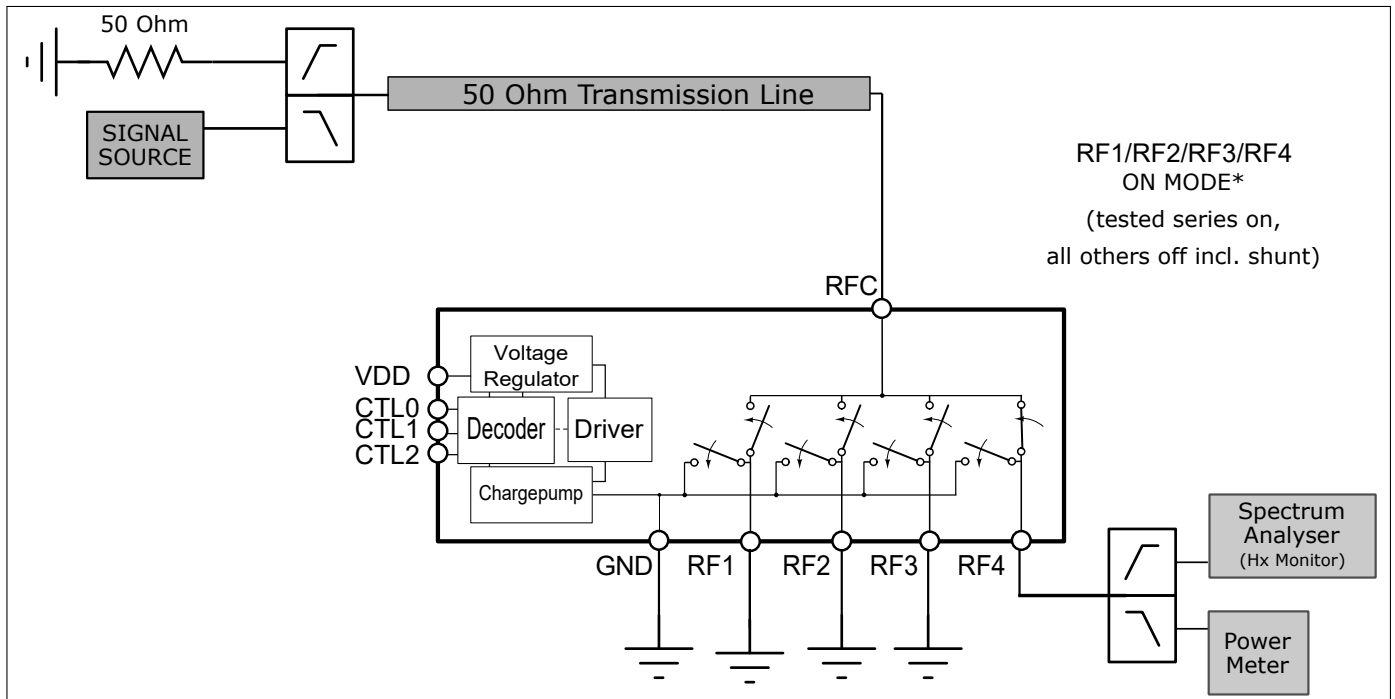 50 Ohm
SIGNAL
SOURCE
50 Ohm Transmission Line
RF1/RF2/RF3/RF4
ON MODE*
(tested series on,
all others off incl. shunt)
RFC
VDD
CTL0
CTL1
CTL2
Voltage
Regulator
Decoder
Driver
Chargepump
GND
RF1
RF2
RF3
RF4
Spectrum
Analyser
(Hx Monitor)
Power
Meter